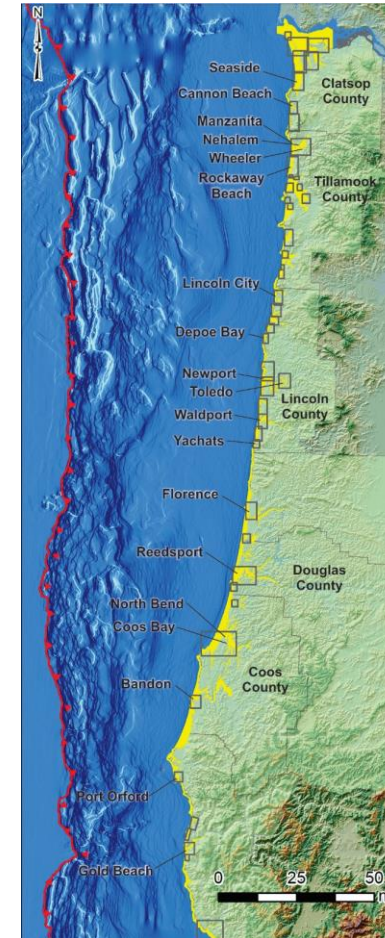 N
Seaside
Cannon Beach
Clatsop
County
Manzanita
Nehalem
Wheeler
Rockaway
Beach
Tillamook
County
Lincoln City
Depoe Bay
Newport
Toledo
Lincoln
County
Waldport
Yachats
Florence
Reedsport
Douglas
County
North Bend
Coos Bay
Coos
County
Bandon
Port Orford
Gold Beach
0 25 50